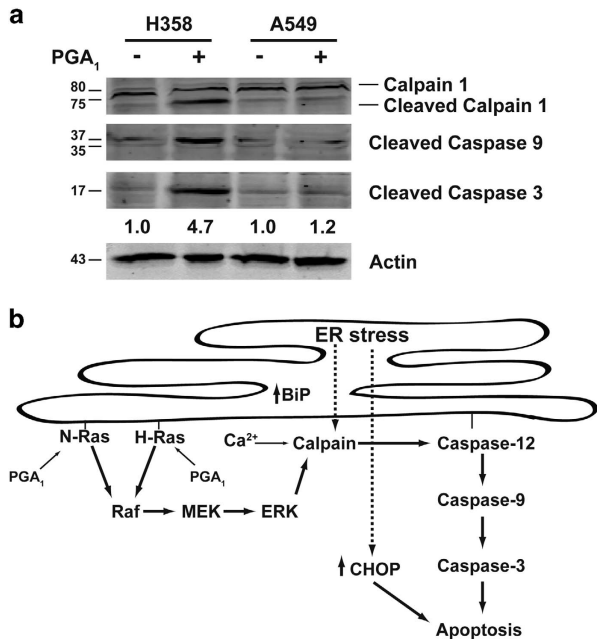 a
H358 A549
PGA1 - + - +
80 Calpain 1
75 Cleaved Calpain 1
37 Cleaved Caspase 9
35
17 Cleaved Caspase 3
1.0 4.7 1.0 1.2
43 Actin
b
ER stress
BiP
N-Ras H-Ras Ca2+ Calpain Caspase-12
PGA1 PGA1
Raf MEK ERK Caspase-9
CHOP Caspase-3
Apoptosis